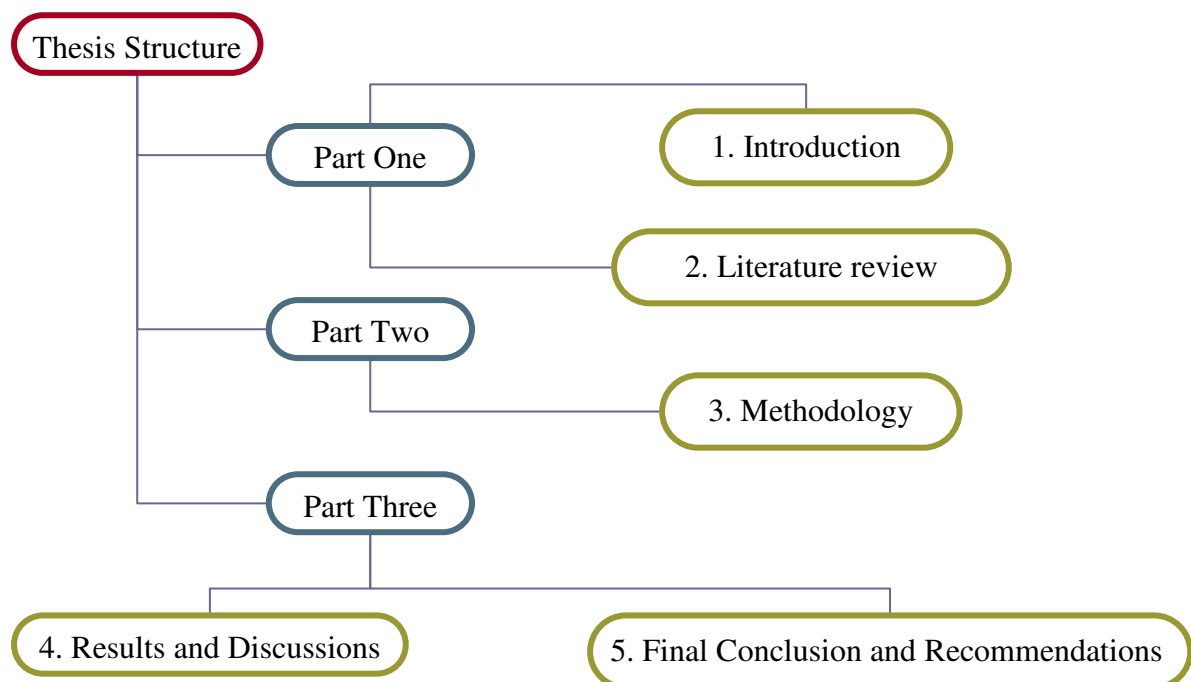 Thesis Structure
Part One
1. Introduction
2. Literature review
Part Two
3. Methodology
Part Three
4. Results and Discussions
5. Final Conclusion and Recommendations